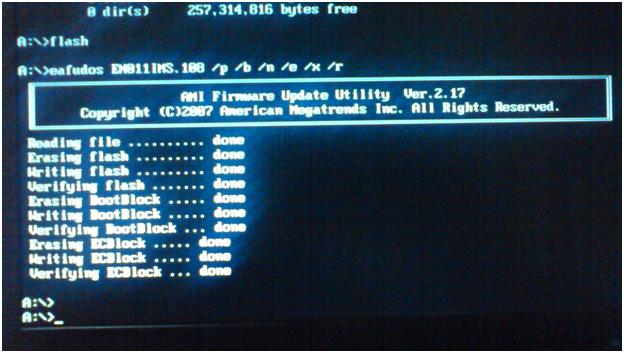 0 dir(s) 257,314,816 bytes free
A:\>flash
A:\>eafudos EM011IMS.108 /p /b /n /e /x /r
AMI Firmware Update Utility Ver.2.17
Copyright (C)2007 American Megatrends Inc. All Rights Reserved.
Reading file .......... done
Erasing flash ......... done
Writing flash ......... done
Verifying flash ....... done
Erasing BootBlock ..... done
Writing BootBlock ..... done
Verifying BootBlock ... done
Erasing ECBlock ..... done
Writing ECBlock ..... done
Verifying ECBlock ... done
A:\>
A:\>_